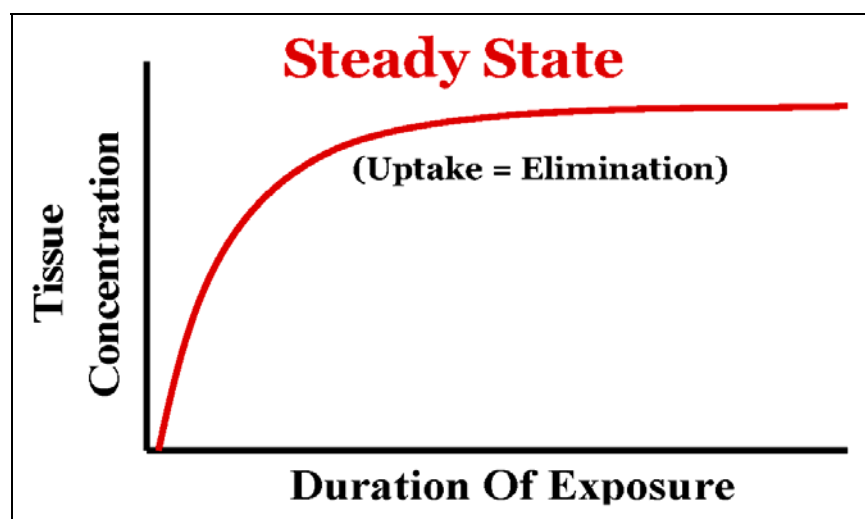 Steady State
(Uptake = Elimination)
Tissue
Concentration
Duration Of Exposure